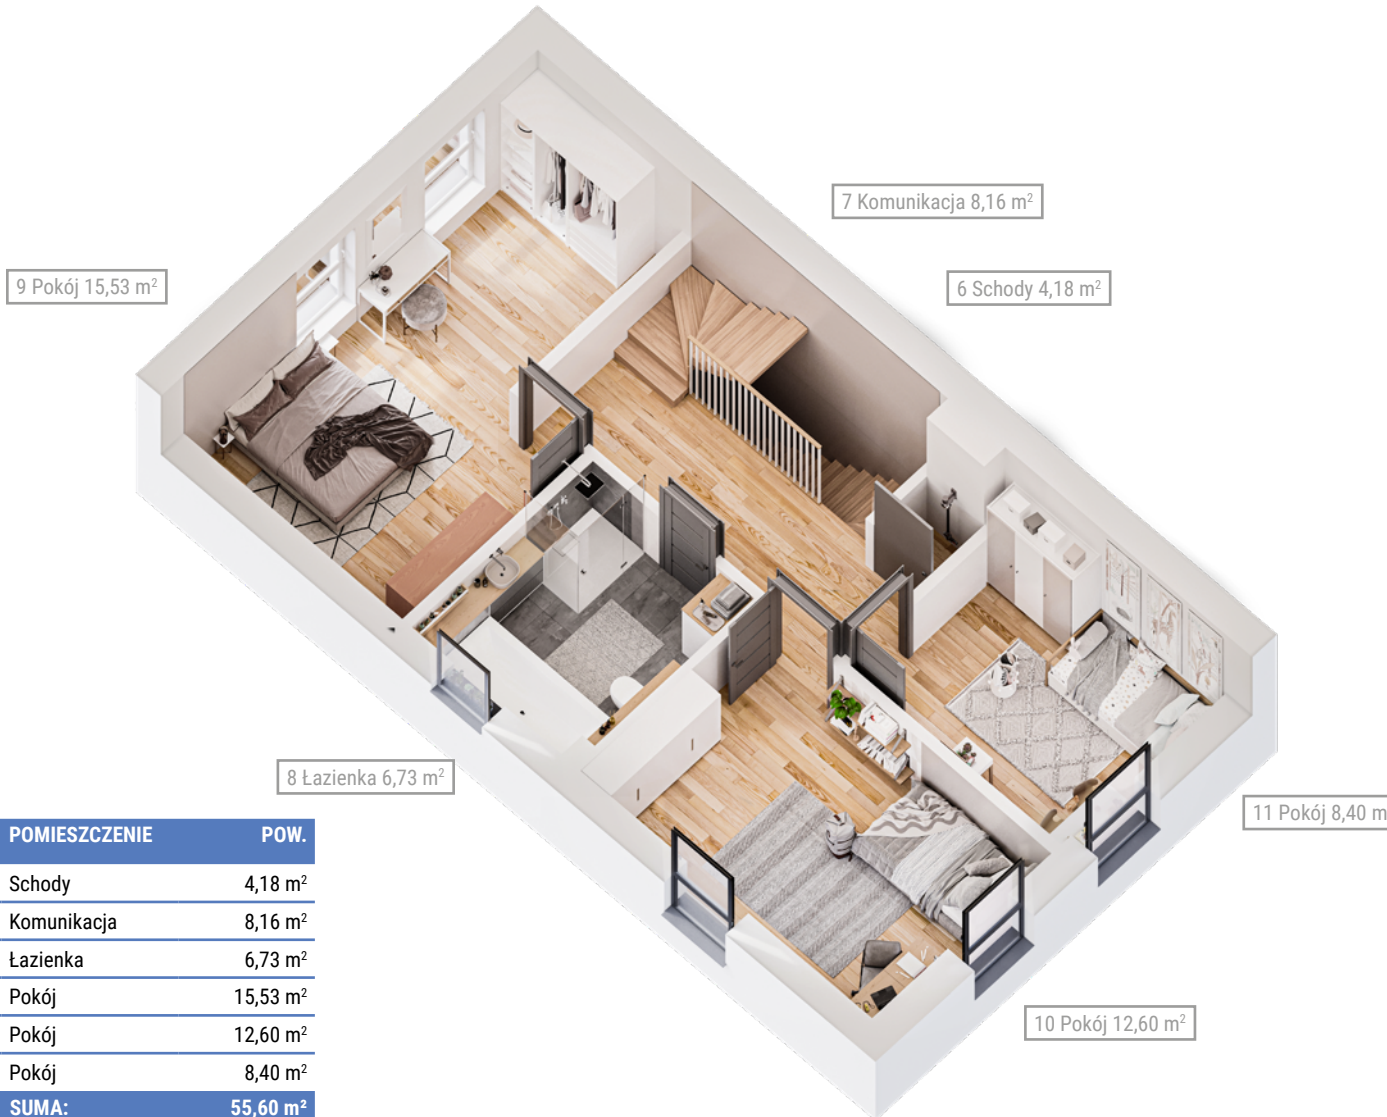 7 Komunikacja 8,16 m²
9 Pokój 15,53 m²
6 Schody 4,18 m²
8 Łazienka 6,73 m²
11 Pokój 8,40 m
10 Pokój 12,60 m²
POMIESZCZENIE POW.
Schody 4,18 m²
Komunikacja 8,16 m²
Łazienka 6,73 m²
Pokój 15,53 m²
Pokój 12,60 m²
Pokój 8,40 m²
SUMA: 55,60 m²